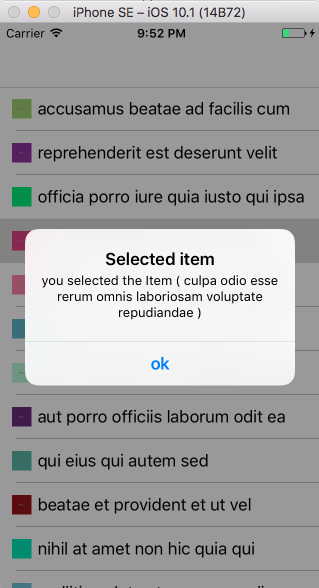 iPhone SE – iOS 10.1 (14B72)
Carrier 9:52 PM
accusamus beatae ad facilis cum
reprehenderit est deserunt velit
officia porro iure quia iusto qui ipsa
Selected item
you selected the Item ( culpa odio esse
rerum omnis laboriosam voluptate
repudiandae )
ok
aut porro officiis laborum odit ea
qui eius qui autem sed
beatae et provident et ut vel
nihil at amet non hic quia qui